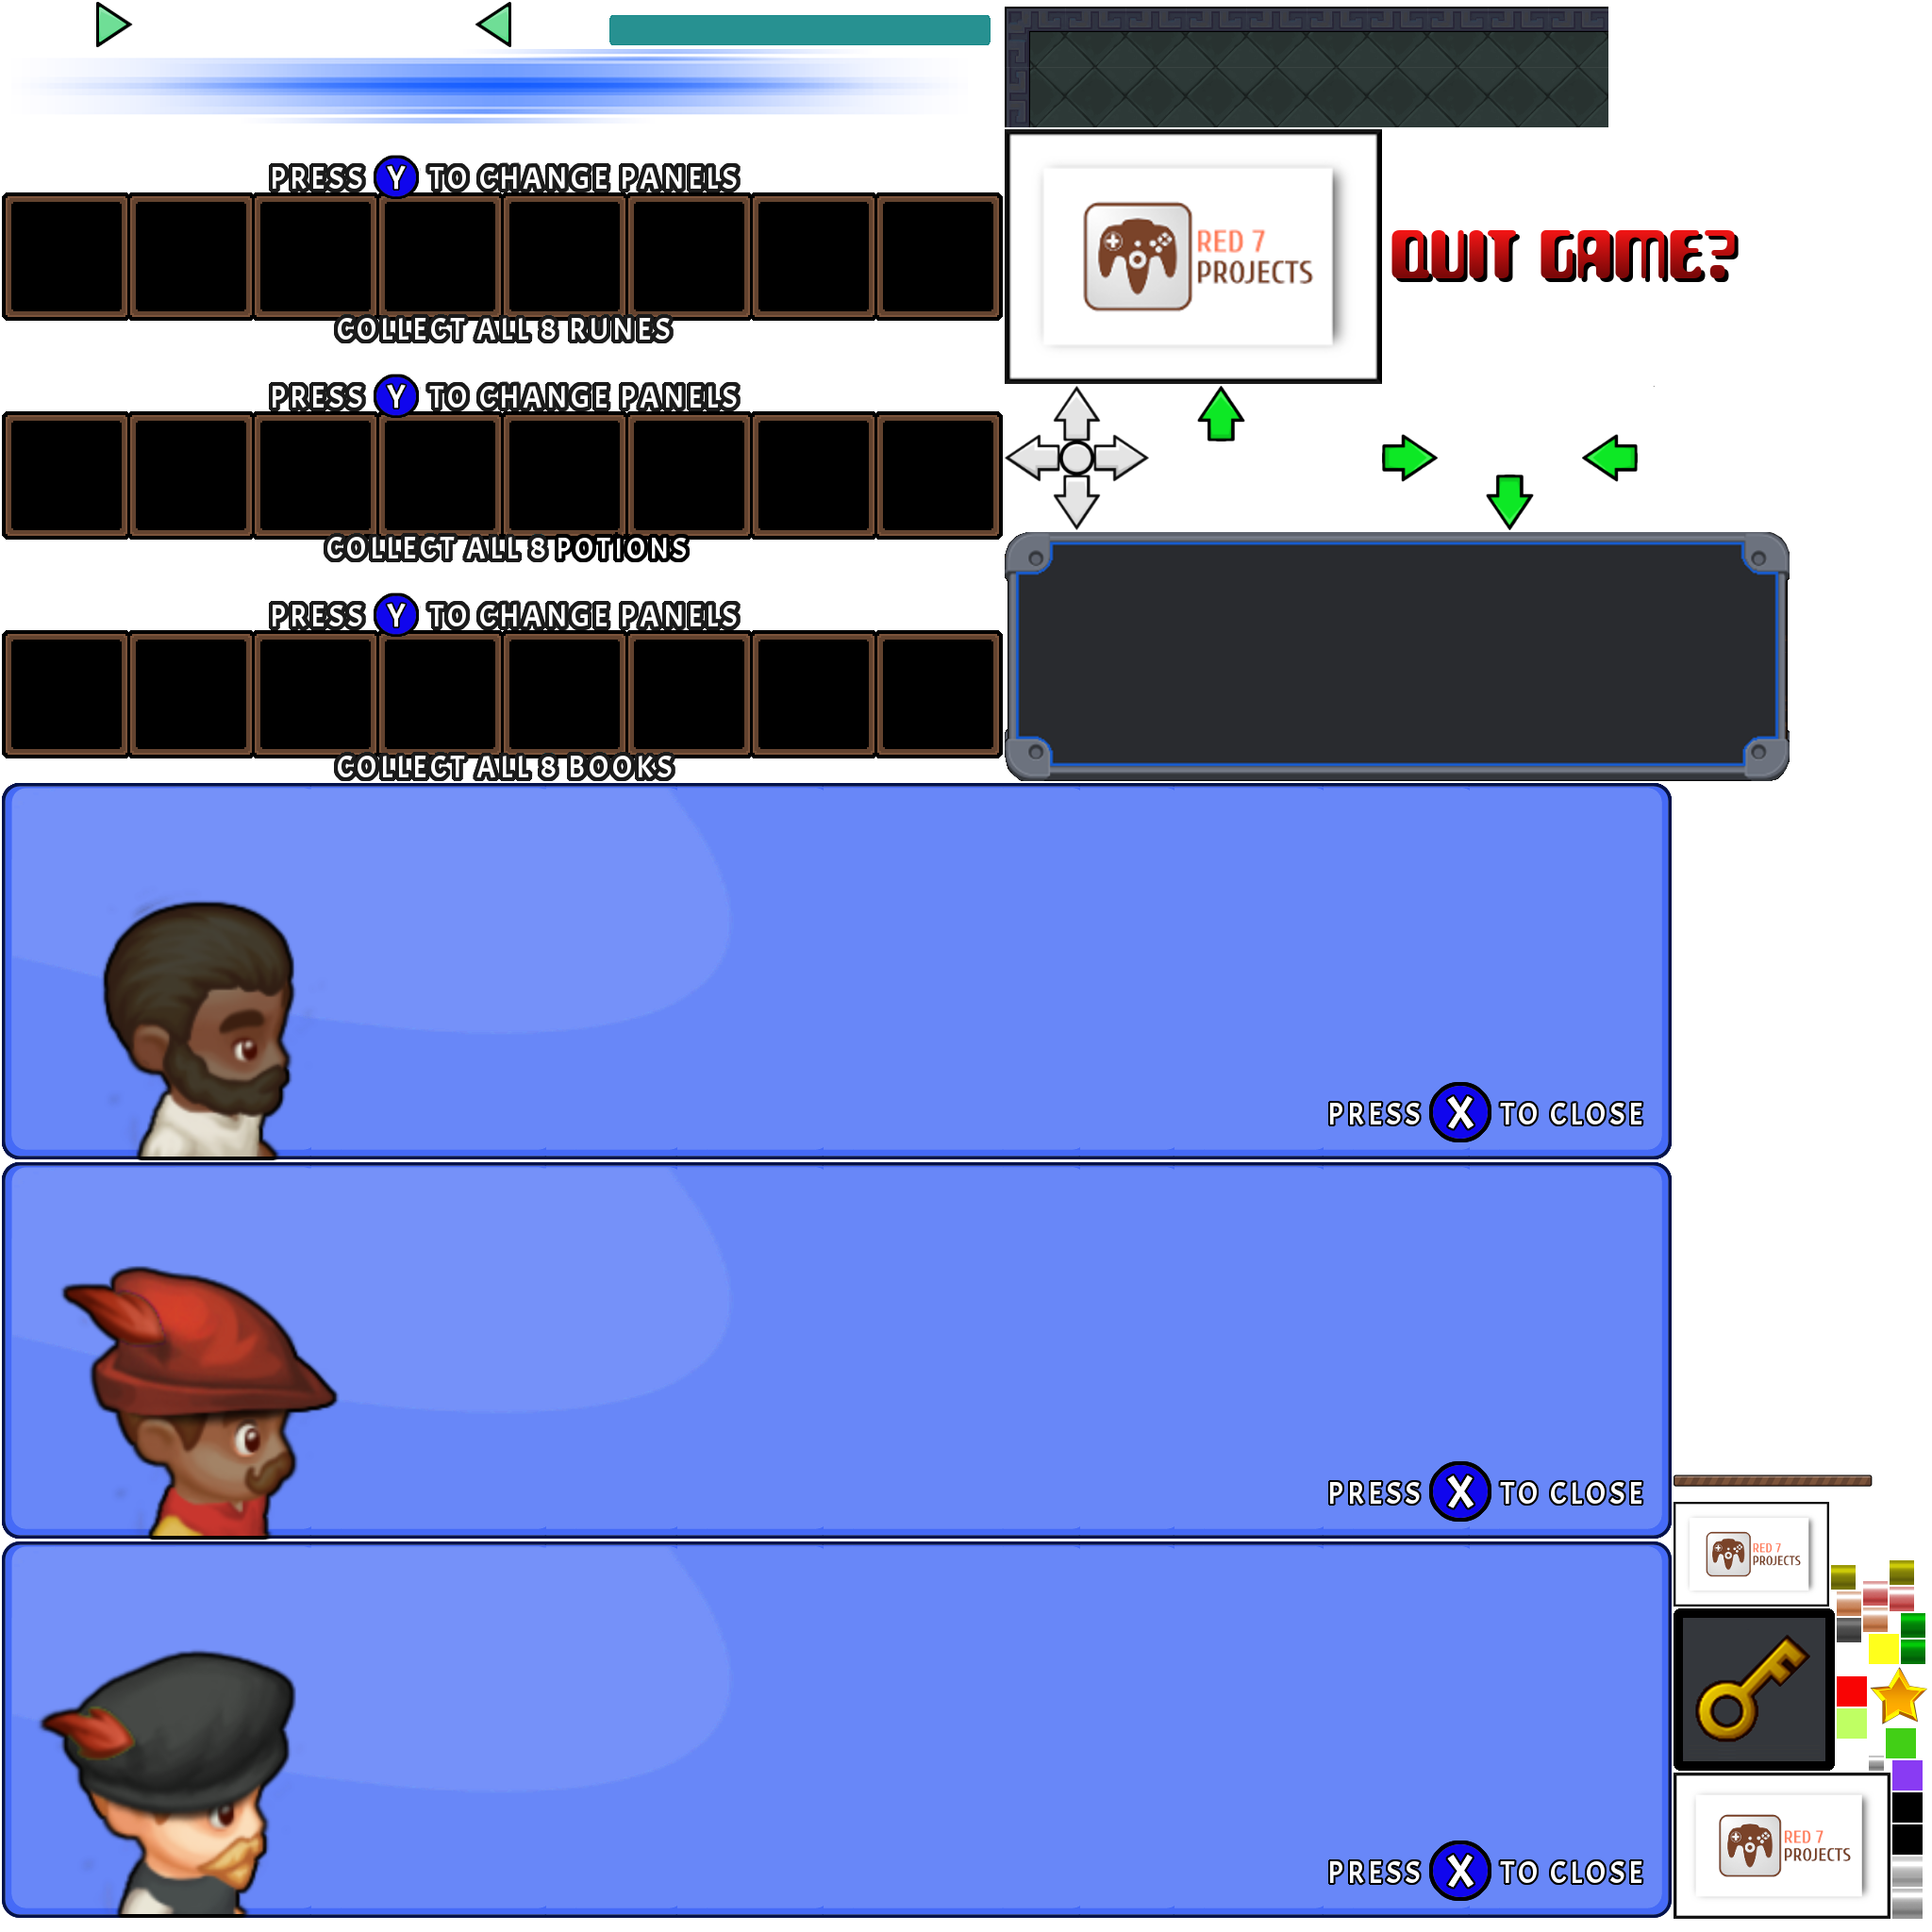 PRESS Y TO CHANGE PANELS
COLLECT ALL 8 RUNES
RED 7
PROJECTS
QUIT GAME?
PRESS Y TO CHANGE PANELS
COLLECT ALL 8 POTIONS
PRESS Y TO CHANGE PANELS
COLLECT ALL 8 BOOKS
PRESS X TO CLOSE
PRESS X TO CLOSE
RED 7
PROJECTS
PRESS X TO CLOSE
RED 7
PROJECTS